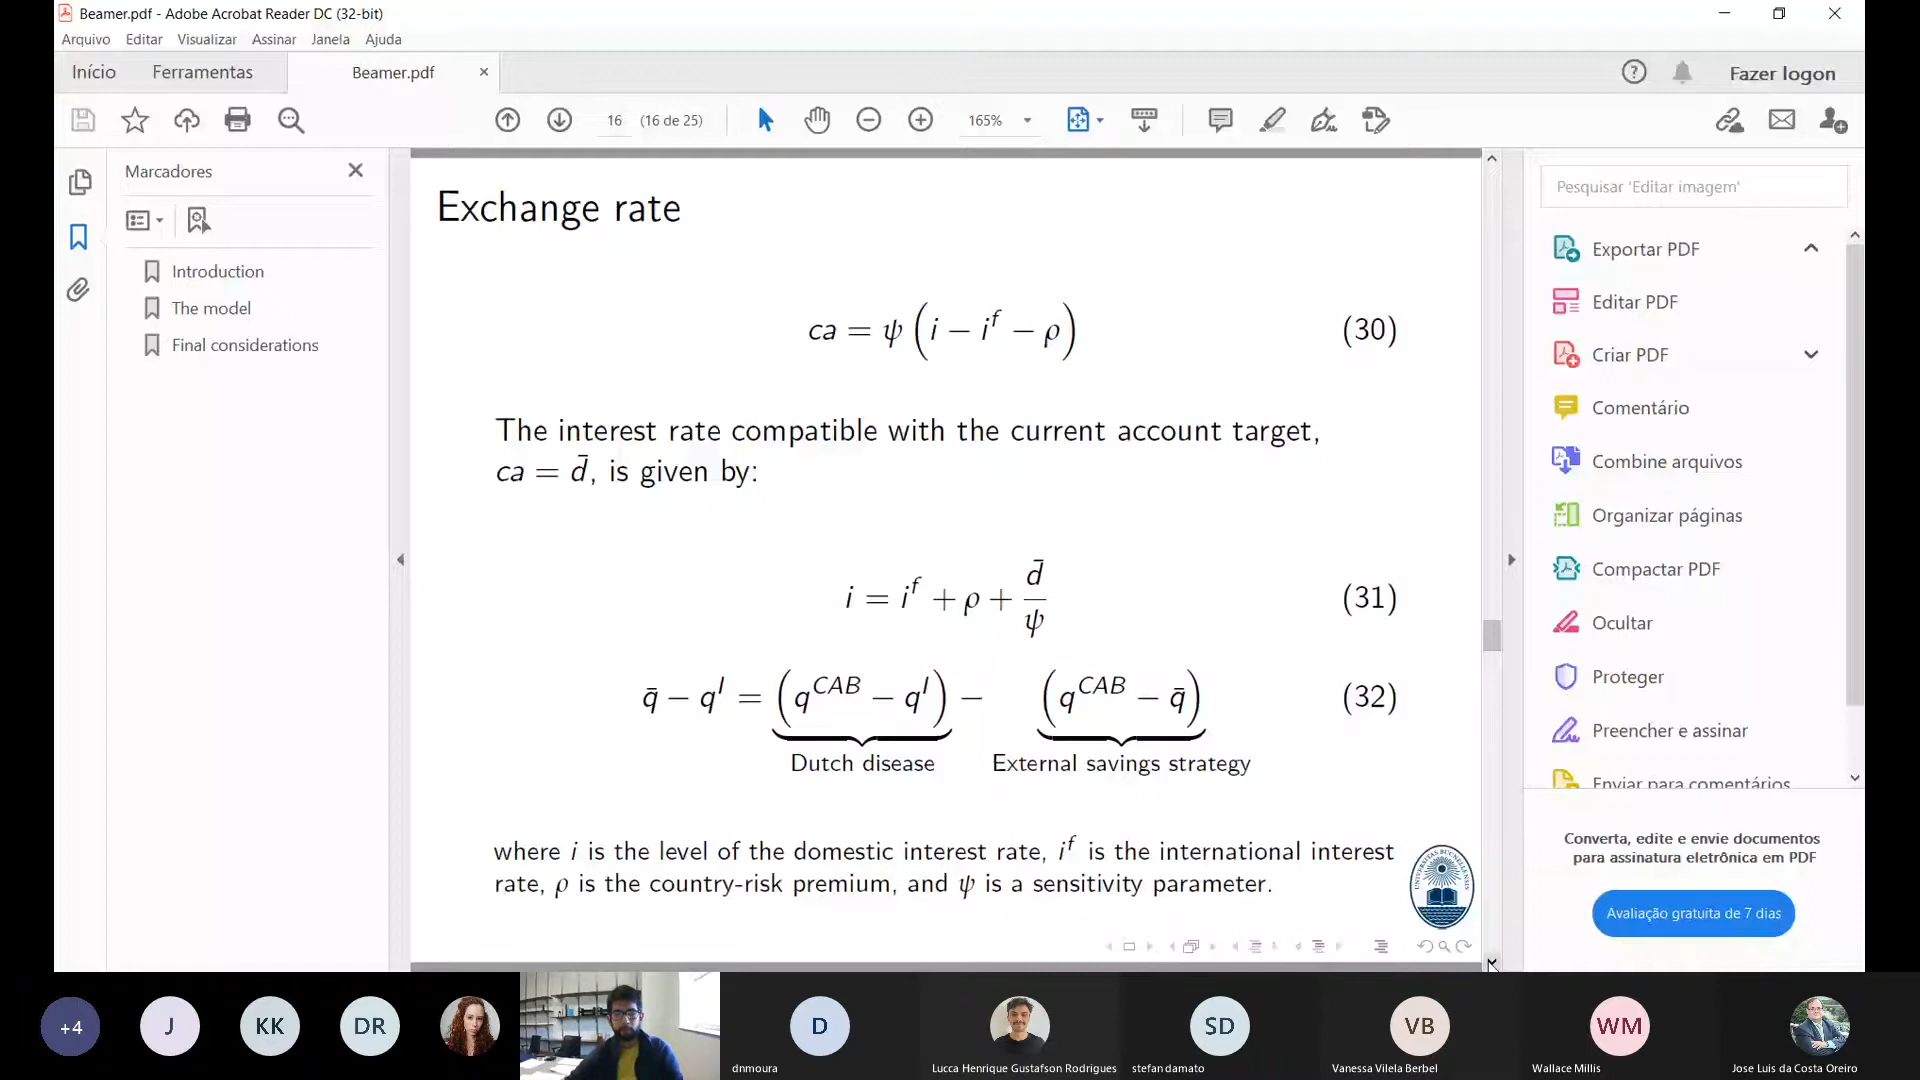 Beamer.pdf - Adobe Acrobat Reader DC (32-bit)
Arquivo Editar Visualizar Assinar Janela Ajuda
Início Ferramentas Beamer.pdf × Fazer logon
16 (16 de 25) 165%
Marcadores
Introduction
The model
Final considerations
Exchange rate
ca = ψ (i − i^f − ρ) (30)
The interest rate compatible with the current account target,
ca = d̄, is given by:
i = i^f + ρ + d̄/ψ (31)
q̄ − q^I = (q^CAB − q^I) − (q^CAB − q̄) (32)
Dutch disease External savings strategy
where i is the level of the domestic interest rate, i^f is the international interest
rate, ρ is the country-risk premium, and ψ is a sensitivity parameter.
Pesquisar 'Editar imagem'
Exportar PDF
Editar PDF
Criar PDF
Comentário
Combine arquivos
Organizar páginas
Compactar PDF
Ocultar
Proteger
Preencher e assinar
Enviar para comentários
Converta, edite e envie documentos
para assinatura eletrônica em PDF
Avaliação gratuita de 7 dias
+4 J KK DR D SD VB WM
dnmoura Lucca Henrique Gustafson Rodrigues stefan damato Vanessa Vilela Berbel Wallace Millis Jose Luis da Costa Oreiro